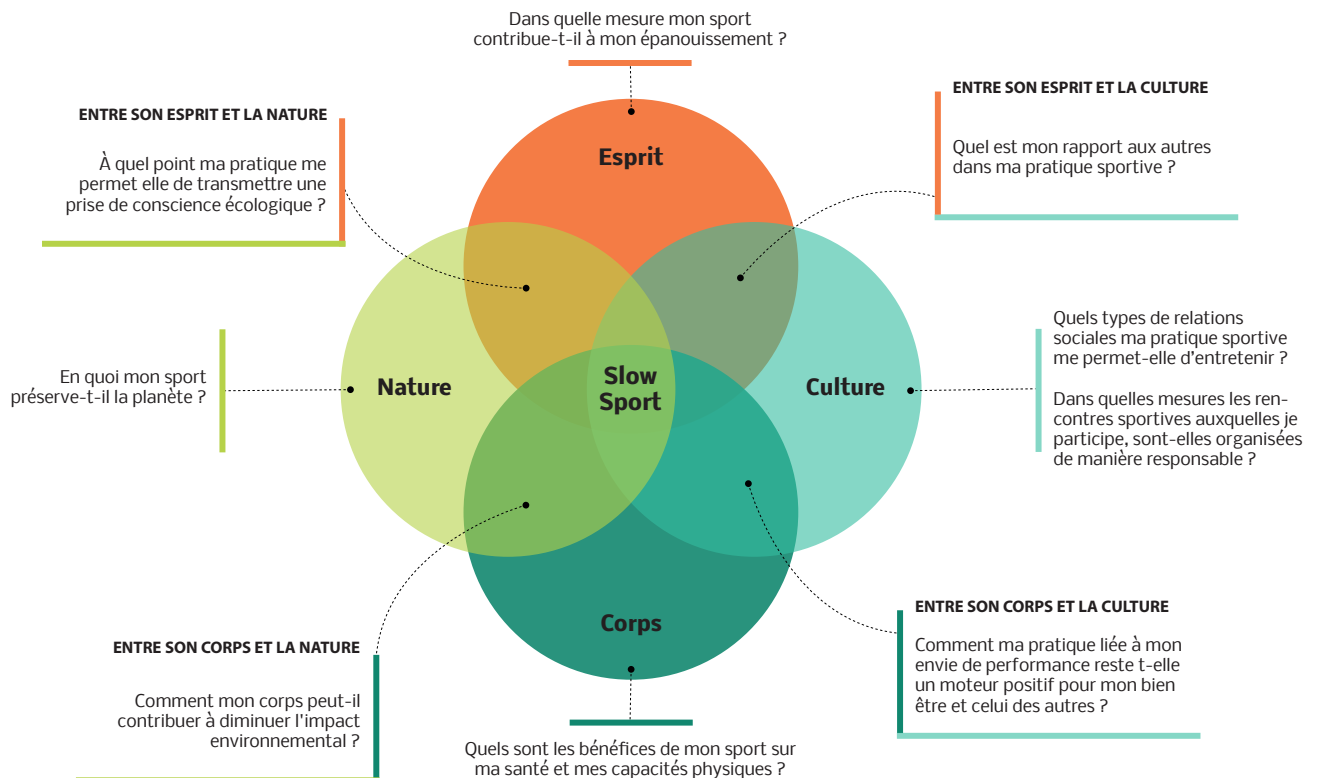 Dans quelle mesure mon sport
contribue-t-il à mon épanouissement ?
ENTRE SON ESPRIT ET LA NATURE
À quel point ma pratique me
permet elle de transmettre une
prise de conscience écologique ?
ENTRE SON ESPRIT ET LA CULTURE
Quel est mon rapport aux autres
dans ma pratique sportive ?
Esprit
En quoi mon sport
préserve-t-il la planète ?
Nature
Slow
Sport
Culture
Quels types de relations
sociales ma pratique sportive
me permet-elle d'entretenir ?
Dans quelles mesures les ren-
contres sportives auxquelles je
participe, sont-elles organisées
de manière responsable ?
Corps
ENTRE SON CORPS ET LA NATURE
Comment mon corps peut-il
contribuer à diminuer l'impact
environnemental ?
ENTRE SON CORPS ET LA CULTURE
Comment ma pratique liée à mon
envie de performance reste t-elle
un moteur positif pour mon bien
être et celui des autres ?
Quels sont les bénéfices de mon sport sur
ma santé et mes capacités physiques ?